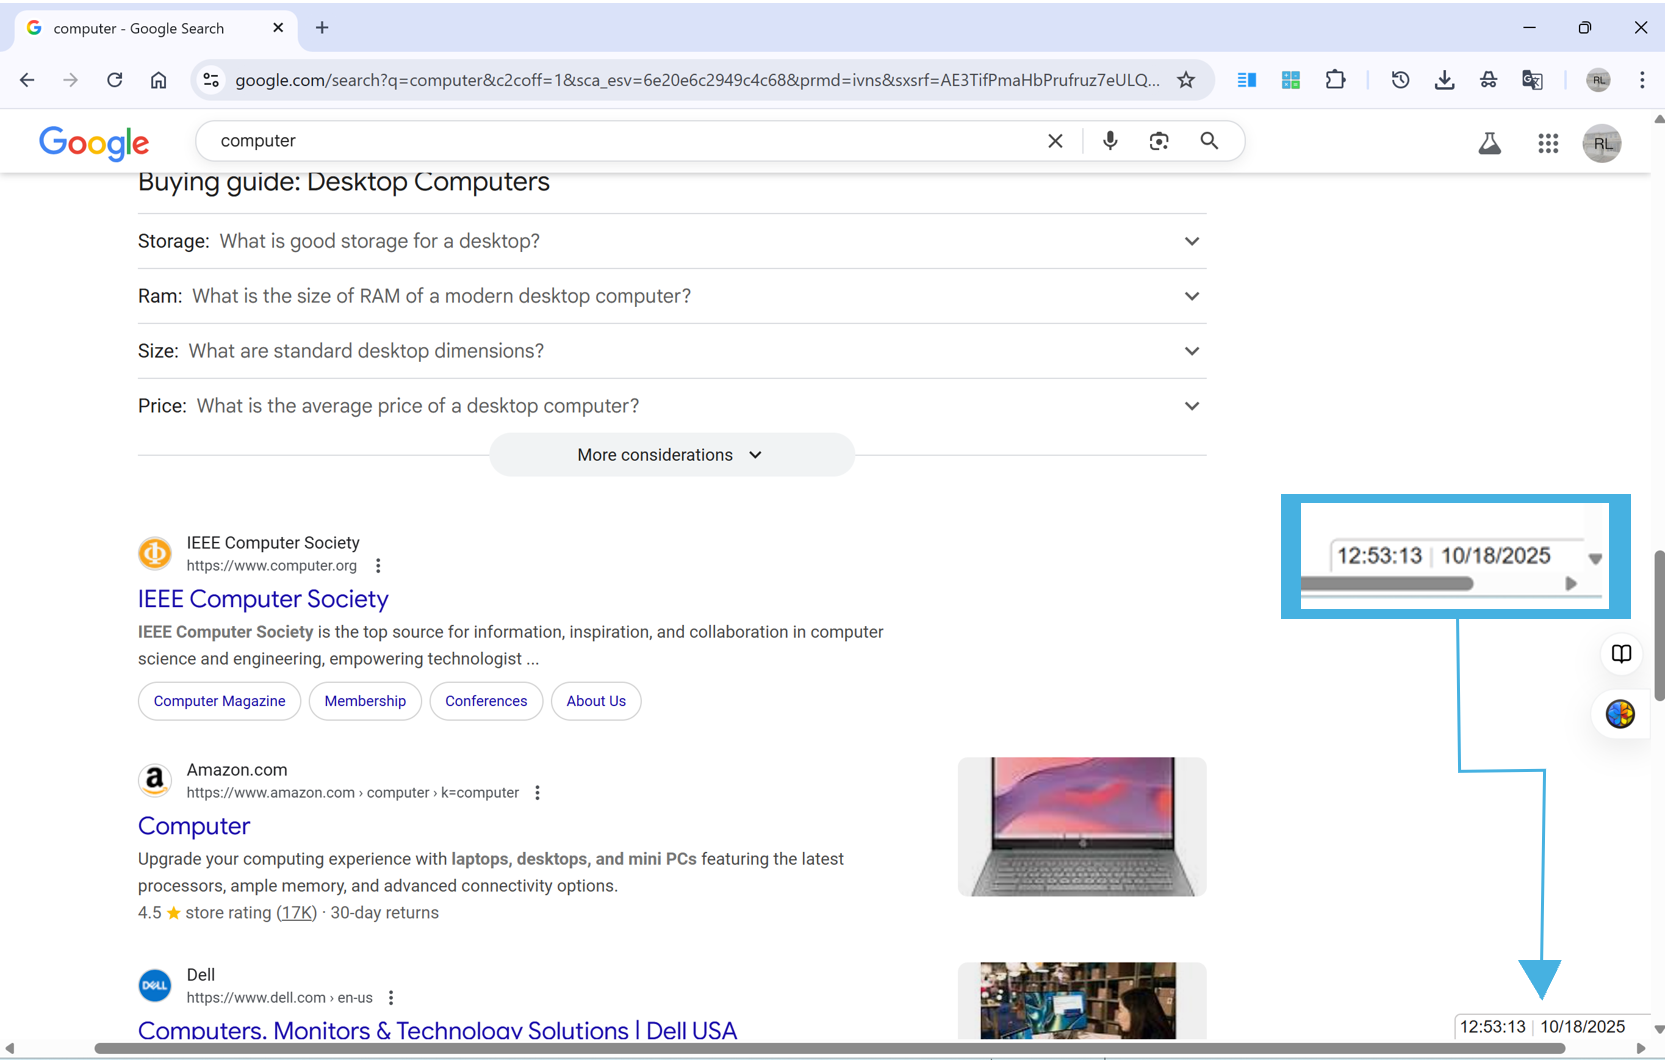 computer - Google Search
google.com/search?q=computer&c2coff=1&sca_esv=6e20e6c2949c4c68&prmd=ivns&sxsrf=AE3TifPmaHbPrufruz7eULQ...
RL
Google
computer
RL
Buying guide: Desktop Computers
Storage: What is good storage for a desktop?
Ram: What is the size of RAM of a modern desktop computer?
Size: What are standard desktop dimensions?
Price: What is the average price of a desktop computer?
More considerations
12:53:13 10/18/2025
IEEE Computer Society
https://www.computer.org
IEEE Computer Society
IEEE Computer Society is the top source for information, inspiration, and collaboration in computer
science and engineering, empowering technologist ...
Computer Magazine Membership Conferences About Us
a Amazon.com
https://www.amazon.com › computer › k=computer
Computer
Upgrade your computing experience with laptops, desktops, and mini PCs featuring the latest
processors, ample memory, and advanced connectivity options.
4.5 ★ store rating (17K) · 30-day returns
DELL Dell
https://www.dell.com › en-us
Computers, Monitors & Technology Solutions | Dell USA
12:53:13 10/18/2025